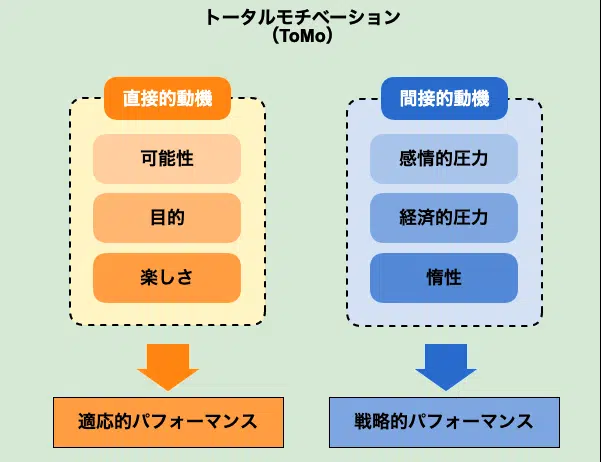 トータルモチベーション
（ToMo）
直接的動機
可能性
目的
楽しさ
適応的パフォーマンス
間接的動機
感情的圧力
経済的圧力
惰性
戦略的パフォーマンス